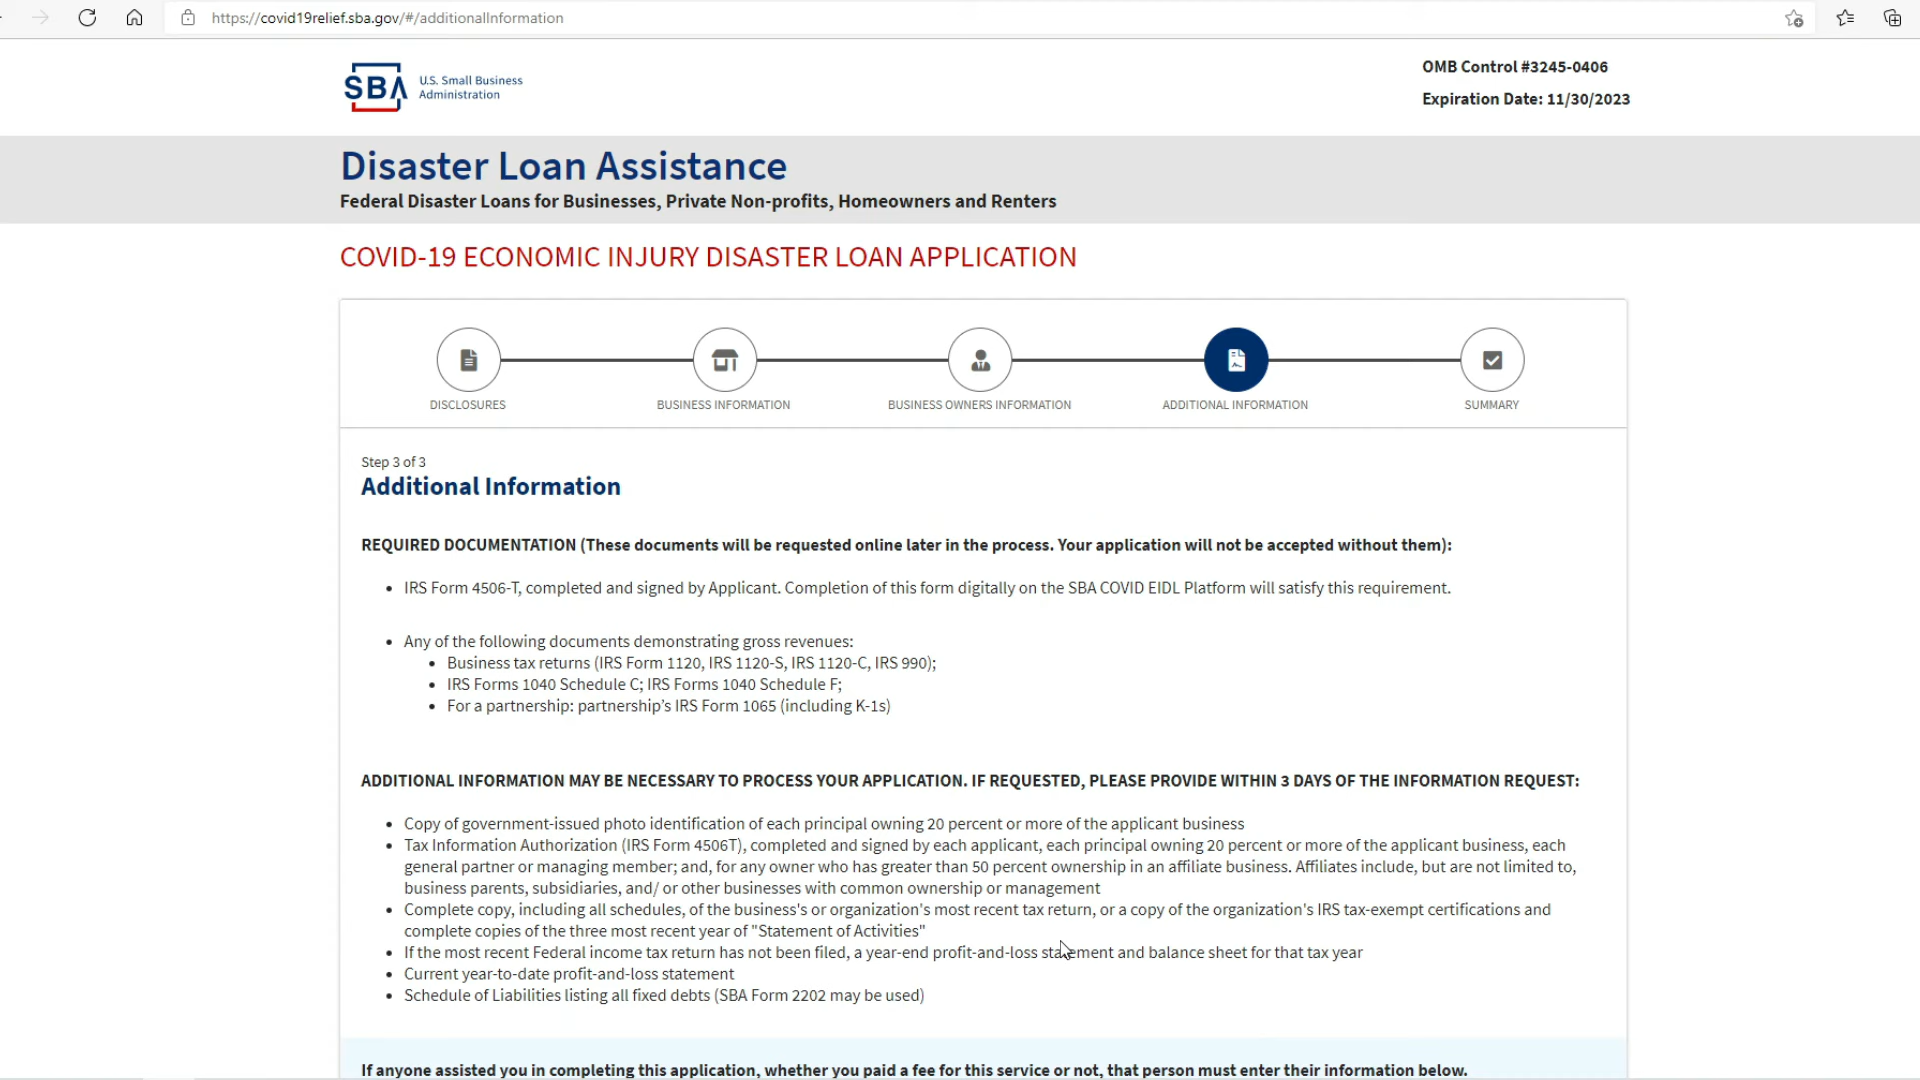 https://covid19relief.sba.gov/#/additionalInformation
SBA U.S. Small Business
Administration
OMB Control #3245-0406
Expiration Date: 11/30/2023
Disaster Loan Assistance
Federal Disaster Loans for Businesses, Private Non-profits, Homeowners and Renters
COVID-19 ECONOMIC INJURY DISASTER LOAN APPLICATION
DISCLOSURES
BUSINESS INFORMATION
BUSINESS OWNERS INFORMATION
ADDITIONAL INFORMATION
SUMMARY
Step 3 of 3
Additional Information
REQUIRED DOCUMENTATION (These documents will be requested online later in the process. Your application will not be accepted without them):
• IRS Form 4506-T, completed and signed by Applicant. Completion of this form digitally on the SBA COVID EIDL Platform will satisfy this requirement.
• Any of the following documents demonstrating gross revenues:
• Business tax returns (IRS Form 1120, IRS 1120-S, IRS 1120-C, IRS 990);
• IRS Forms 1040 Schedule C; IRS Forms 1040 Schedule F;
• For a partnership: partnership's IRS Form 1065 (including K-1s)
ADDITIONAL INFORMATION MAY BE NECESSARY TO PROCESS YOUR APPLICATION. IF REQUESTED, PLEASE PROVIDE WITHIN 3 DAYS OF THE INFORMATION REQUEST:
• Copy of government-issued photo identification of each principal owning 20 percent or more of the applicant business
• Tax Information Authorization (IRS Form 4506T), completed and signed by each applicant, each principal owning 20 percent or more of the applicant business, each
general partner or managing member; and, for any owner who has greater than 50 percent ownership in an affiliate business. Affiliates include, but are not limited to,
business parents, subsidiaries, and/ or other businesses with common ownership or management
• Complete copy, including all schedules, of the business's or organization's most recent tax return, or a copy of the organization's IRS tax-exempt certifications and
complete copies of the three most recent year of "Statement of Activities"
• If the most recent Federal income tax return has not been filed, a year-end profit-and-loss statement and balance sheet for that tax year
• Current year-to-date profit-and-loss statement
• Schedule of Liabilities listing all fixed debts (SBA Form 2202 may be used)
If anyone assisted you in completing this application, whether you paid a fee for this service or not, that person must enter their information below.